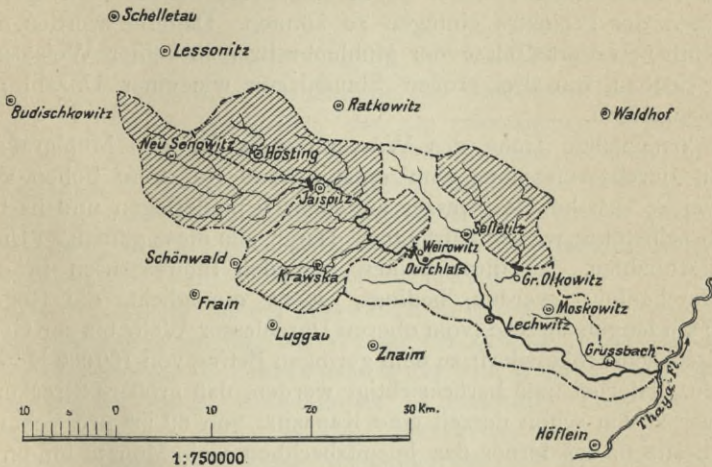 Schelletau
Lessonitz
Budischkowitz
Ratkowitz
Waldhof
Neu Serowitz
Hösting
Jaispitz
Selletitz
Schönwald
Krawska
Weirowitz
Durchlaß
Gr. Olkowitz
Frain
Moskowitz
Luggau
Lechwitz
Znaim
Grussbach
Thaya-Fl.
Höflein
10 5 0 10 20 30 Km.
1:750000